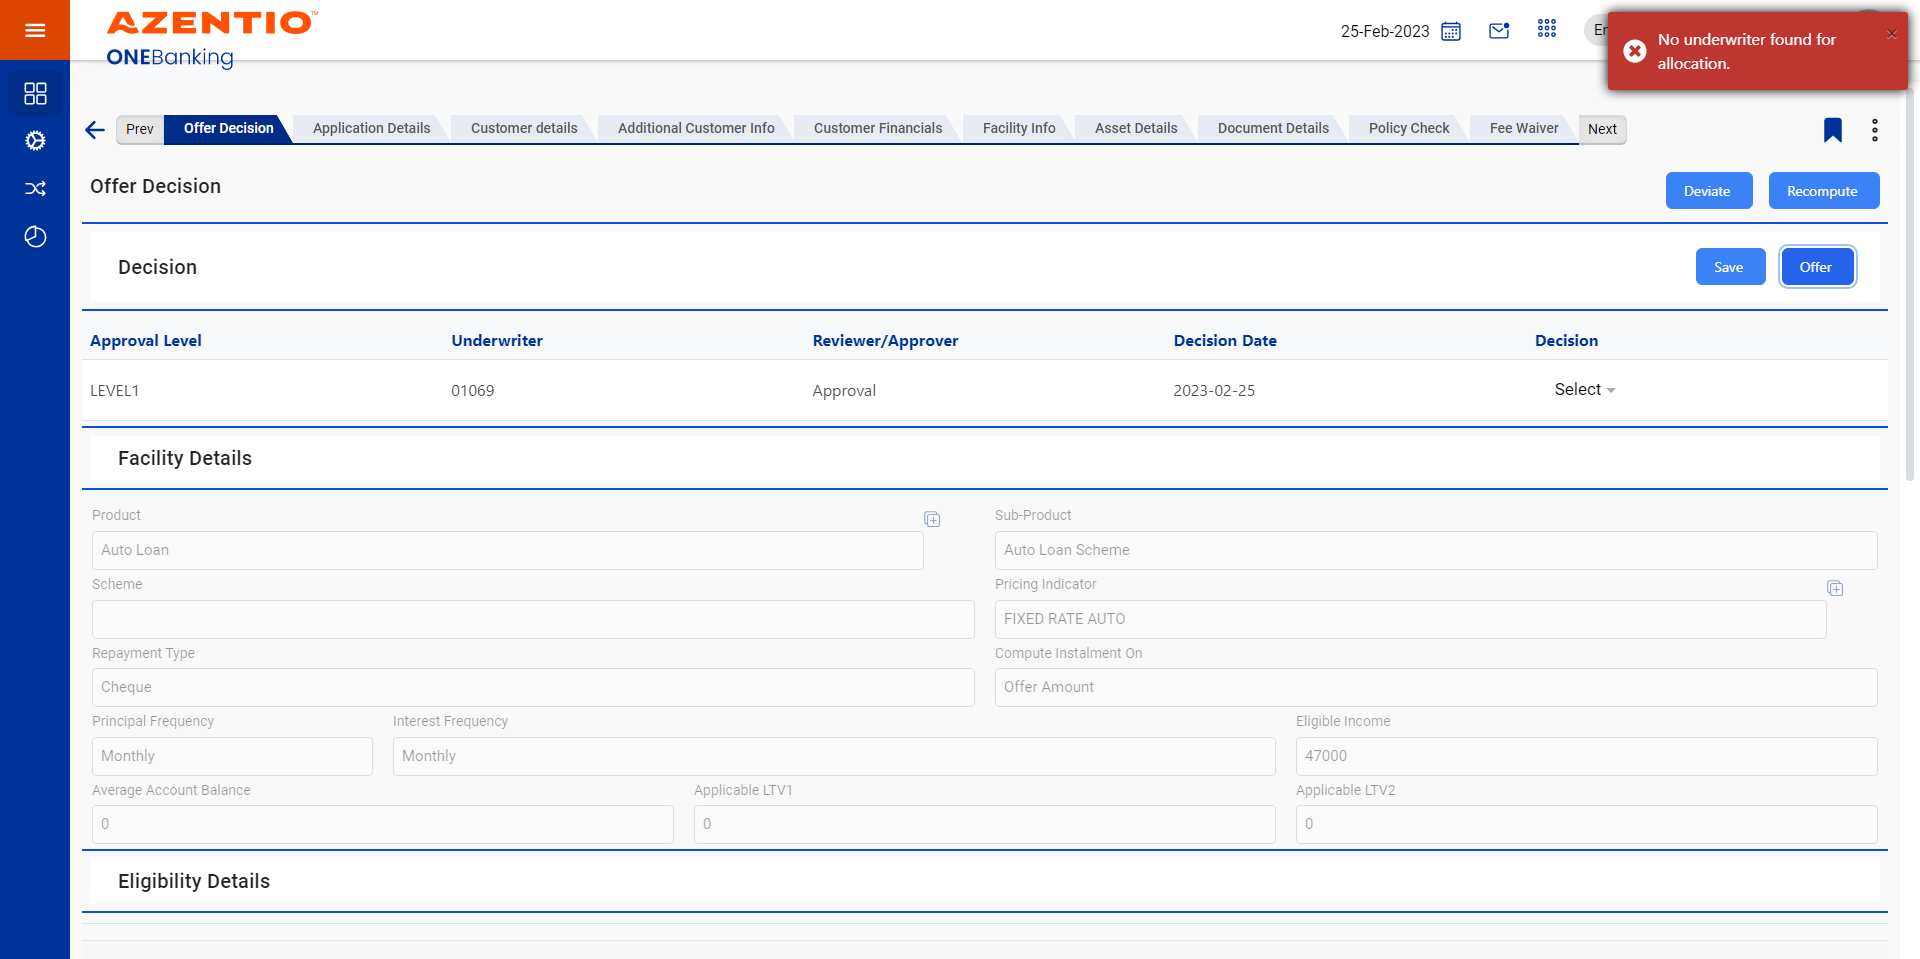 AZENTIO™
ONEBanking
25-Feb-2023
No underwriter found for
allocation.
Prev
Offer Decision
Application Details
Customer details
Additional Customer Info
Customer Financials
Facility Info
Asset Details
Document Details
Policy Check
Fee Waiver
Next
Offer Decision
Deviate
Recompute
Decision
Save
Offer
Approval Level
Underwriter
Reviewer/Approver
Decision Date
Decision
LEVEL1
01069
Approval
2023-02-25
Select
Facility Details
Product
Sub-Product
Auto Loan
Auto Loan Scheme
Scheme
Pricing Indicator
FIXED RATE AUTO
Repayment Type
Compute Instalment On
Cheque
Offer Amount
Principal Frequency
Interest Frequency
Eligible Income
Monthly
Monthly
47000
Average Account Balance
Applicable LTV1
Applicable LTV2
0
0
0
Eligibility Details